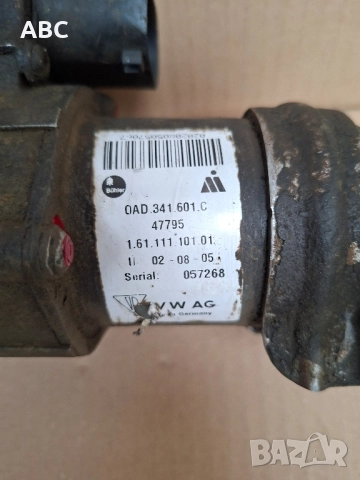 ABC
Bühler
0AD.341.601.C
47795
1.61.111.101.01.
02-08-05
Serial: 057268
VW AG
Germany
BAZAR